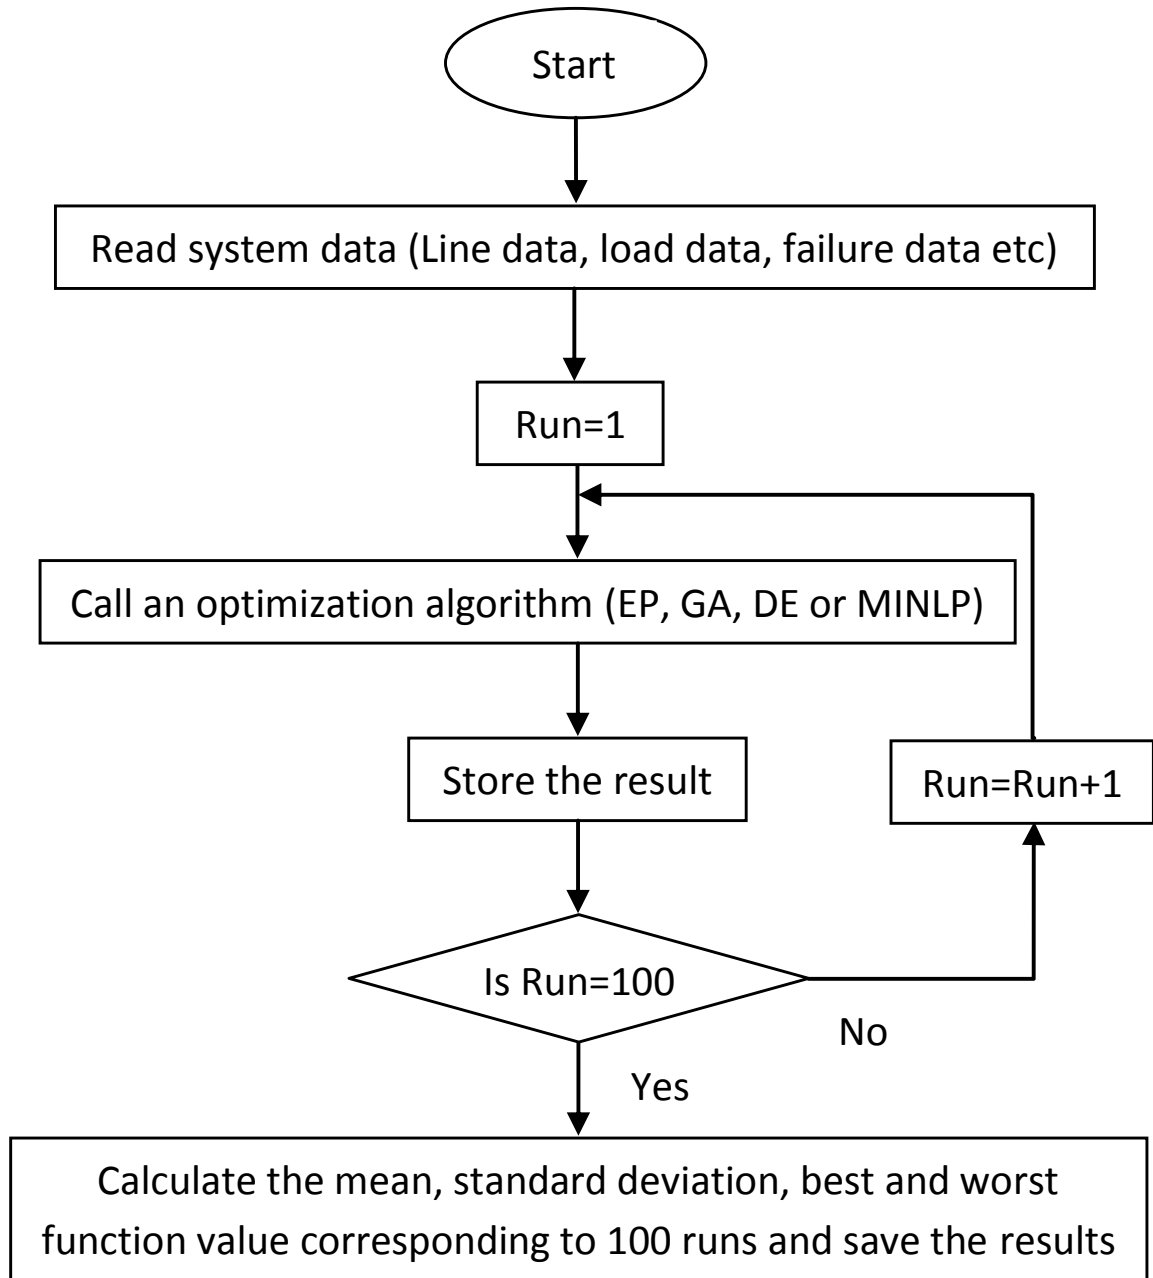 Start
Read system data (Line data, load data, failure data etc)
Run=1
Call an optimization algorithm (EP, GA, DE or MINLP)
Store the result
Run=Run+1
Is Run=100
No
Yes
Calculate the mean, standard deviation, best and worst
function value corresponding to 100 runs and save the results